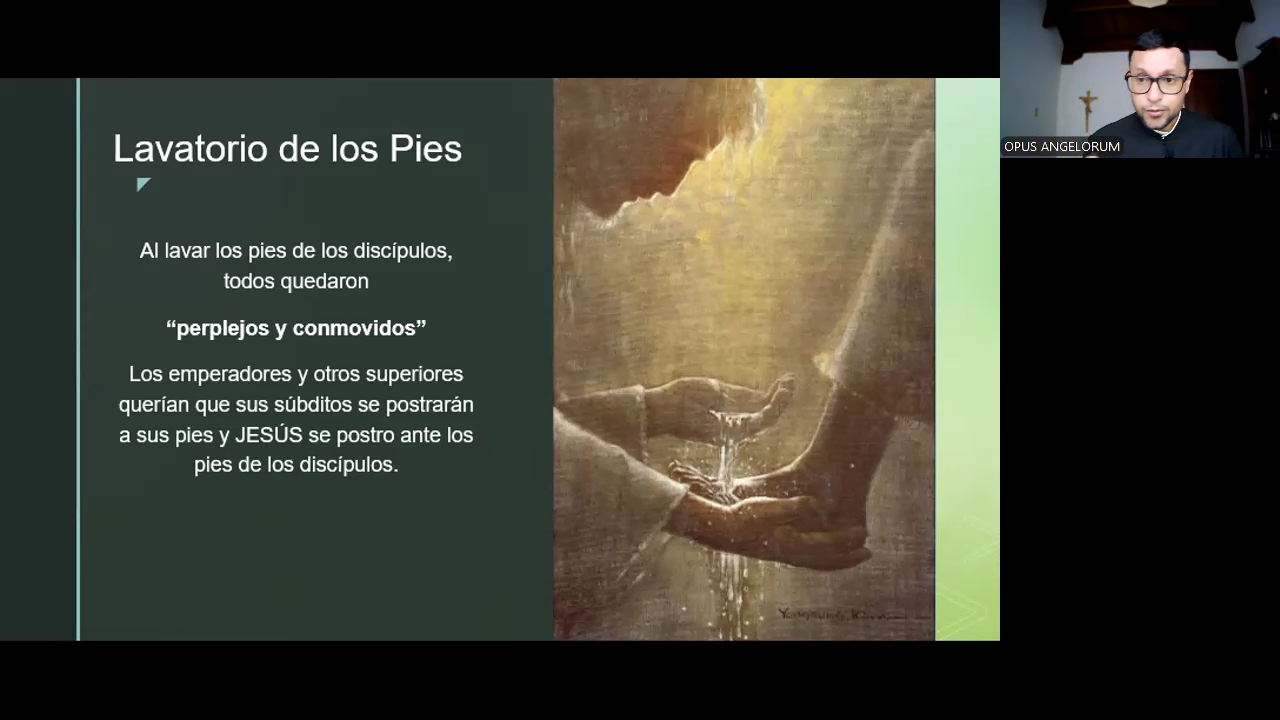 Lavatorio de los Pies
Al lavar los pies de los discípulos,
todos quedaron
“perplejos y conmovidos”
Los emperadores y otros superiores
querían que sus súbditos se postrarán
a sus pies y JESÚS se postro ante los
pies de los discípulos.
OPUS ANGELORUM